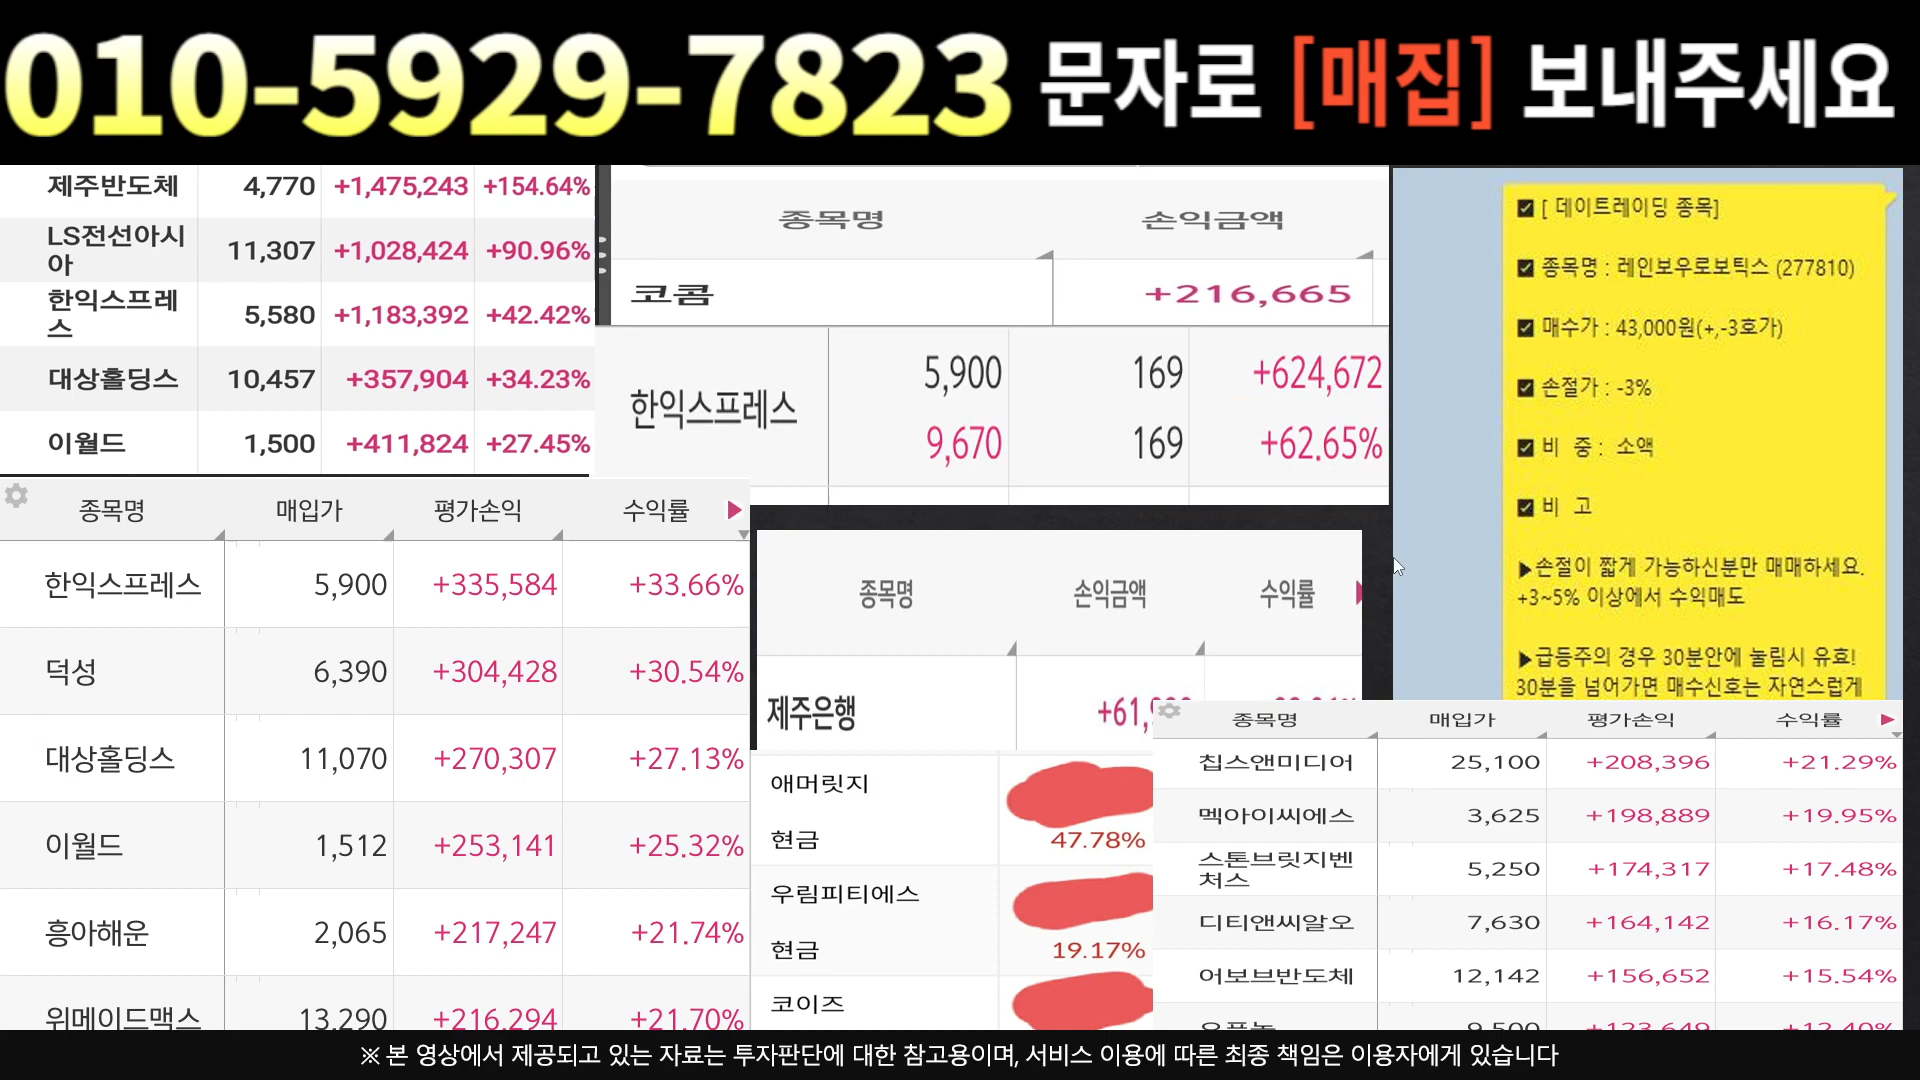 010-5929-7823 문자로 [매집] 보내주세요
제주반도체 4,770 +1,475,243 +154.64%
LS전선아시아 11,307 +1,028,424 +90.96%
한익스프레스 5,580 +1,183,392 +42.42%
대상홀딩스 10,457 +357,904 +34.23%
이월드 1,500 +411,824 +27.45%
종목명 손익금액
코콤 +216,665
한익스프레스
5,900 169 +624,672
9,670 169 +62.65%
☑ [ 데이트레이딩 종목]
☑ 종목명 : 레인보우로보틱스 (277810)
☑ 매수가 : 43,000원(+,-3호가)
☑ 손절가 : -3%
☑ 비 중 : 소액
☑ 비 고
▶손절이 짧게 가능하신분만 매매하세요.
+3~5% 이상에서 수익매도
▶급등주의 경우 30분안에 눌림시 유효!
30분을 넘어가면 매수신호는 자연스럽게
종목명 매입가 평가손익 수익률
한익스프레스 5,900 +335,584 +33.66%
덕성 6,390 +304,428 +30.54%
대상홀딩스 11,070 +270,307 +27.13%
이월드 1,512 +253,141 +25.32%
흥아해운 2,065 +217,247 +21.74%
위메이드맥스 13,290 +216,294 +21.70%
종목명 손익금액 수익률
제주은행 +61,
애머릿지
현금 47.78%
우림피티에스
현금 19.17%
코이즈
종목명 매입가 평가손익 수익률
칩스앤미디어 25,100 +208,396 +21.29%
멕아이씨에스 3,625 +198,889 +19.95%
스톤브릿지벤처스 5,250 +174,317 +17.48%
디티앤씨알오 7,630 +164,142 +16.17%
어보브반도체 12,142 +156,652 +15.54%
※ 본 영상에서 제공되고 있는 자료는 투자판단에 대한 참고용이며, 서비스 이용에 따른 최종 책임은 이용자에게 있습니다